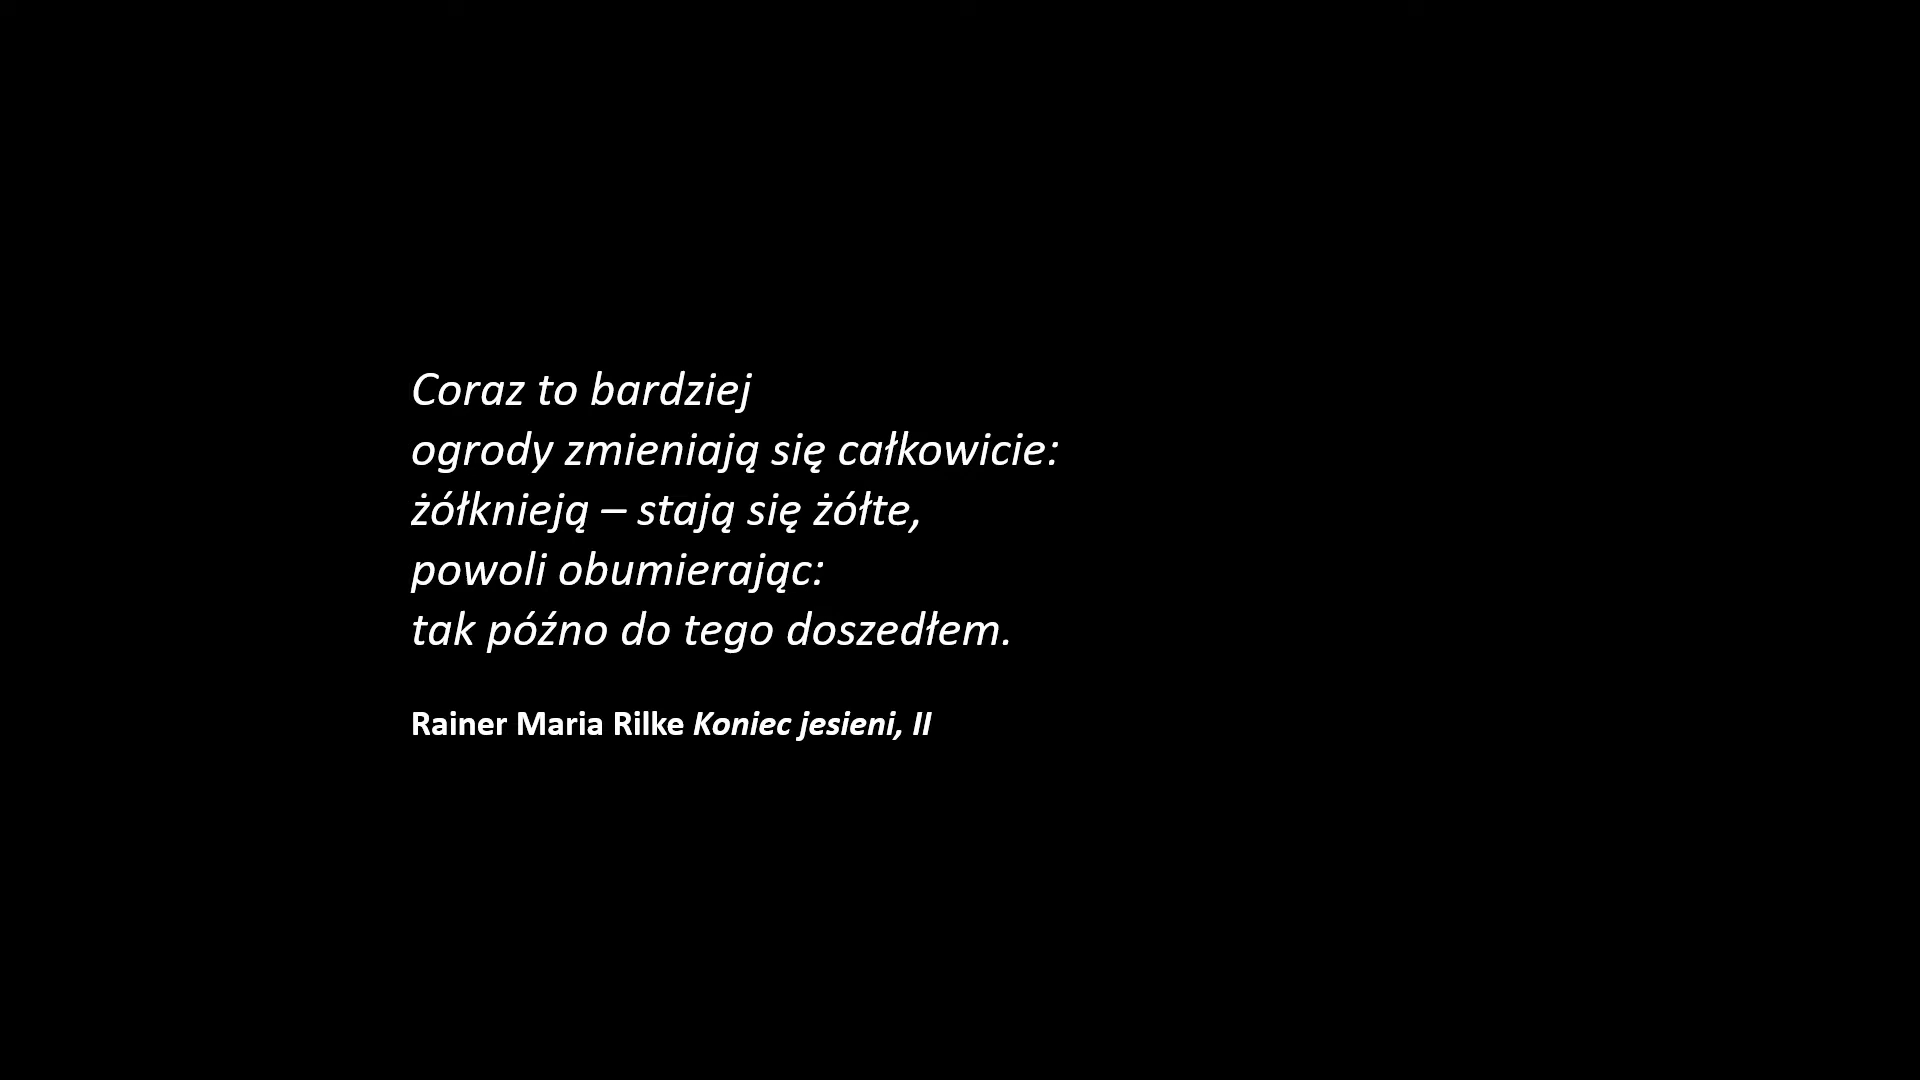 Coraz to bardziej
ogrody zmieniają się całkowicie:
żółknieją – stają się żółte,
powoli obumierając:
tak późno do tego doszedłem.
Rainer Maria Rilke Koniec jesieni, II